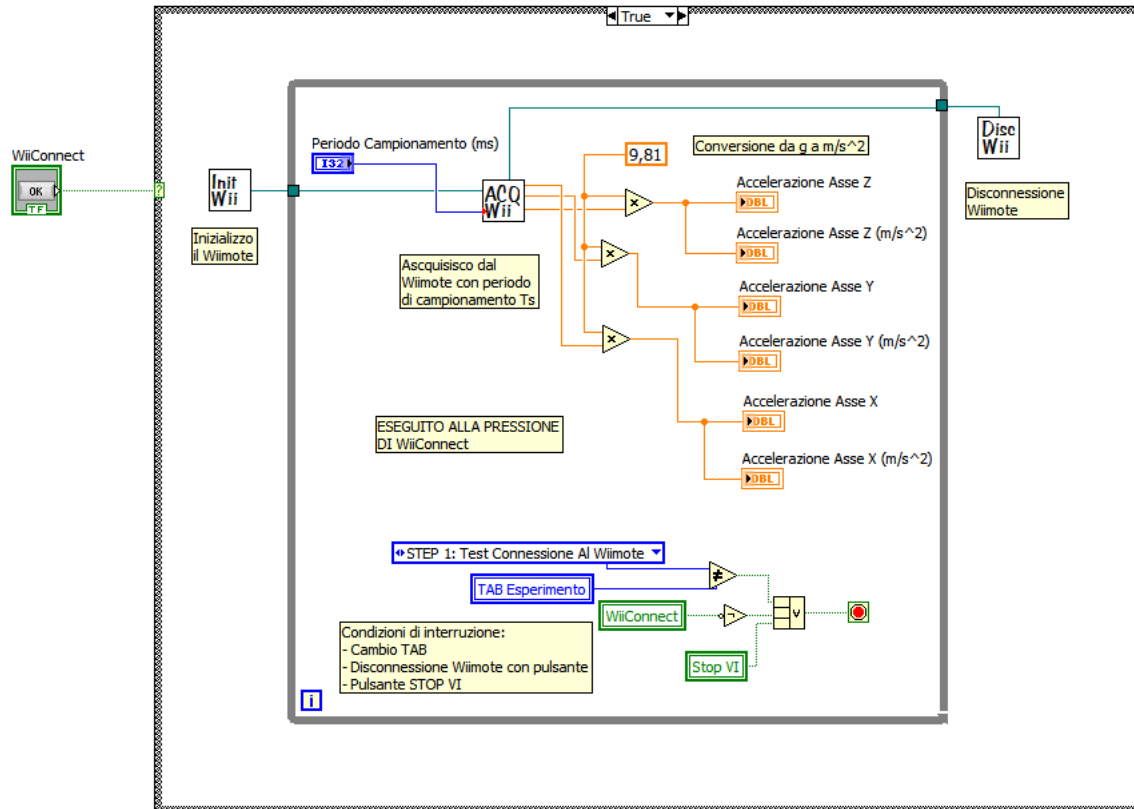 True
WiiConnect
OK
TF
?
Init
Wii
Inizializzo
il Wiimote
Periodo Campionamento (ms)
I32
ACQ
Wii
Ascquisisco dal
Wiimote con periodo
di campionamento Ts
9,81
Conversione da g a m/s^2
x
x
x
Accelerazione Asse Z
DBL
Accelerazione Asse Z (m/s^2)
DBL
Accelerazione Asse Y
DBL
Accelerazione Asse Y (m/s^2)
DBL
Accelerazione Asse X
DBL
Accelerazione Asse X (m/s^2)
DBL
Disc
Wii
Disconnessione
Wiimote
ESEGUITO ALLA PRESSIONE
DI WiiConnect
STEP 1: Test Connessione Al Wiimote
TAB Esperimento
≠
WiiConnect
¬
v
Stop VI
Condizioni di interruzione:
- Cambio TAB
- Disconnessione Wiimote con pulsante
- Pulsante STOP VI
i